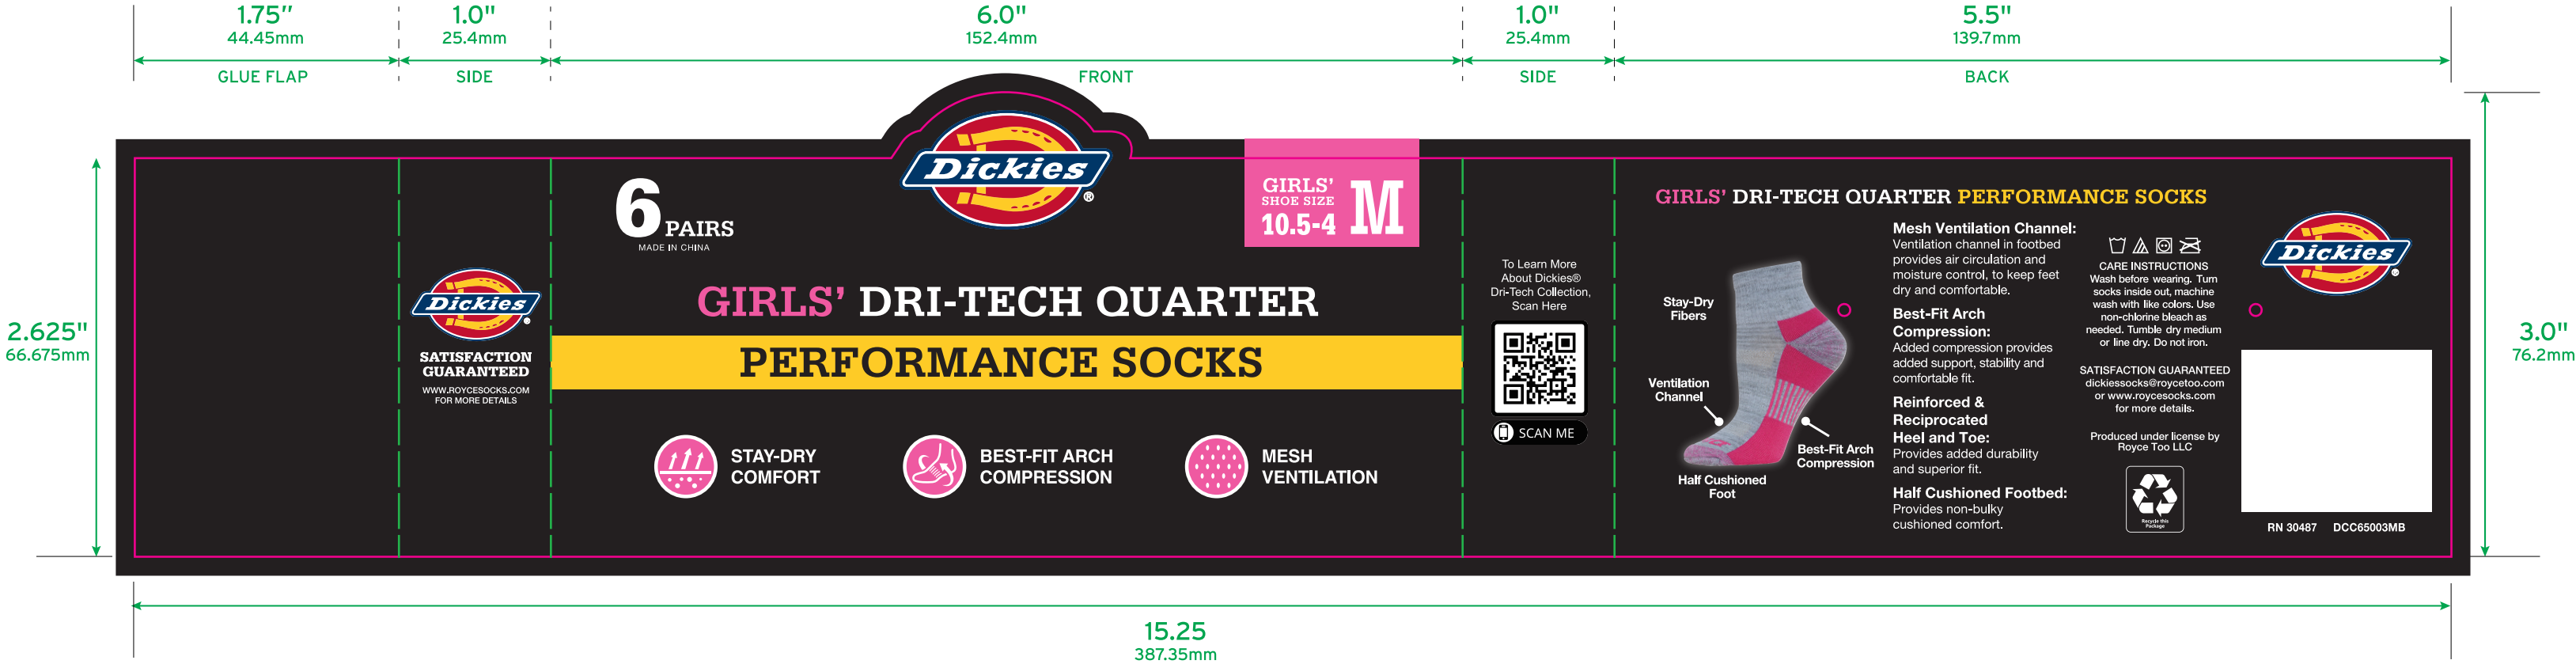 1.75"
44.45mm
GLUE FLAP
1.0"
25.4mm
SIDE
6.0"
152.4mm
FRONT
1.0"
25.4mm
SIDE
5.5"
139.7mm
BACK
2.625"
66.675mm
Dickies®
SATISFACTION
GUARANTEED
WWW.ROYCESOCKS.COM
FOR MORE DETAILS
6 PAIRS
MADE IN CHINA
Dickies
®
GIRLS'
SHOE SIZE
10.5-4
M
GIRLS' DRI-TECH QUARTER
PERFORMANCE SOCKS
STAY-DRY
COMFORT
BEST-FIT ARCH
COMPRESSION
MESH
VENTILATION
To Learn More
About Dickies®
Dri-Tech Collection,
Scan Here
SCAN ME
GIRLS' DRI-TECH QUARTER PERFORMANCE SOCKS
Stay-Dry
Fibers
Ventilation
Channel
Half Cushioned
Foot
Best-Fit Arch
Compression
Mesh Ventilation Channel:
Ventilation channel in footbed
provides air circulation and
moisture control, to keep feet
dry and comfortable.
Best-Fit Arch
Compression:
Added compression provides
added support, stability and
comfortable fit.
Reinforced &
Reciprocated
Heel and Toe:
Provides added durability
and superior fit.
Half Cushioned Footbed:
Provides non-bulky
cushioned comfort.
CARE INSTRUCTIONS
Wash before wearing. Turn
socks inside out, machine
wash with like colors. Use
non-chlorine bleach as
needed. Tumble dry medium
or line dry. Do not iron.
SATISFACTION GUARANTEED
dickiessocks@roycetoo.com
or www.roycesocks.com
for more details.
Produced under license by
Royce Too LLC
Recycle this
Package
Dickies®
RN 30487 DCC65003MB
3.0"
76.2mm
15.25
387.35mm